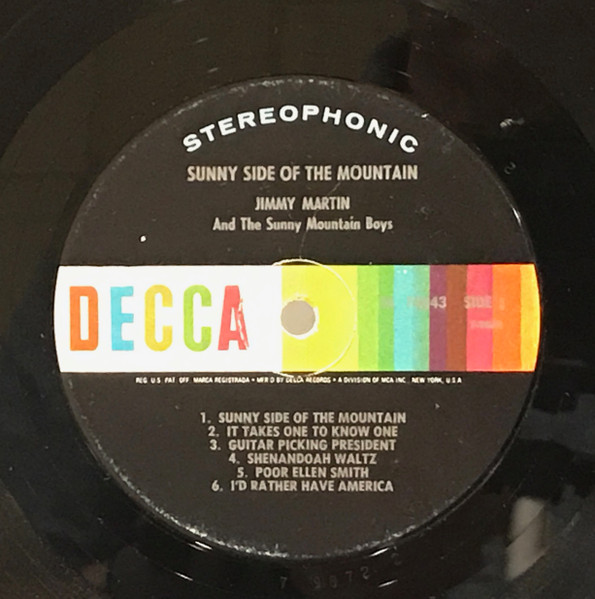 STEREOPHONIC
SUNNY SIDE OF THE MOUNTAIN
JIMMY MARTIN
And The Sunny Mountain Boys
DECCA
43 SIDE
REG. U.S. PAT. OFF. MARCA REGISTRADA • MFR'D BY DECCA RECORDS • A DIVISION OF MCA INC., NEW YORK, U.S.A
1. SUNNY SIDE OF THE MOUNTAIN
2. IT TAKES ONE TO KNOW ONE
3. GUITAR PICKING PRESIDENT
4. SHENANDOAH WALTZ
5. POOR ELLEN SMITH
6. I'D RATHER HAVE AMERICA